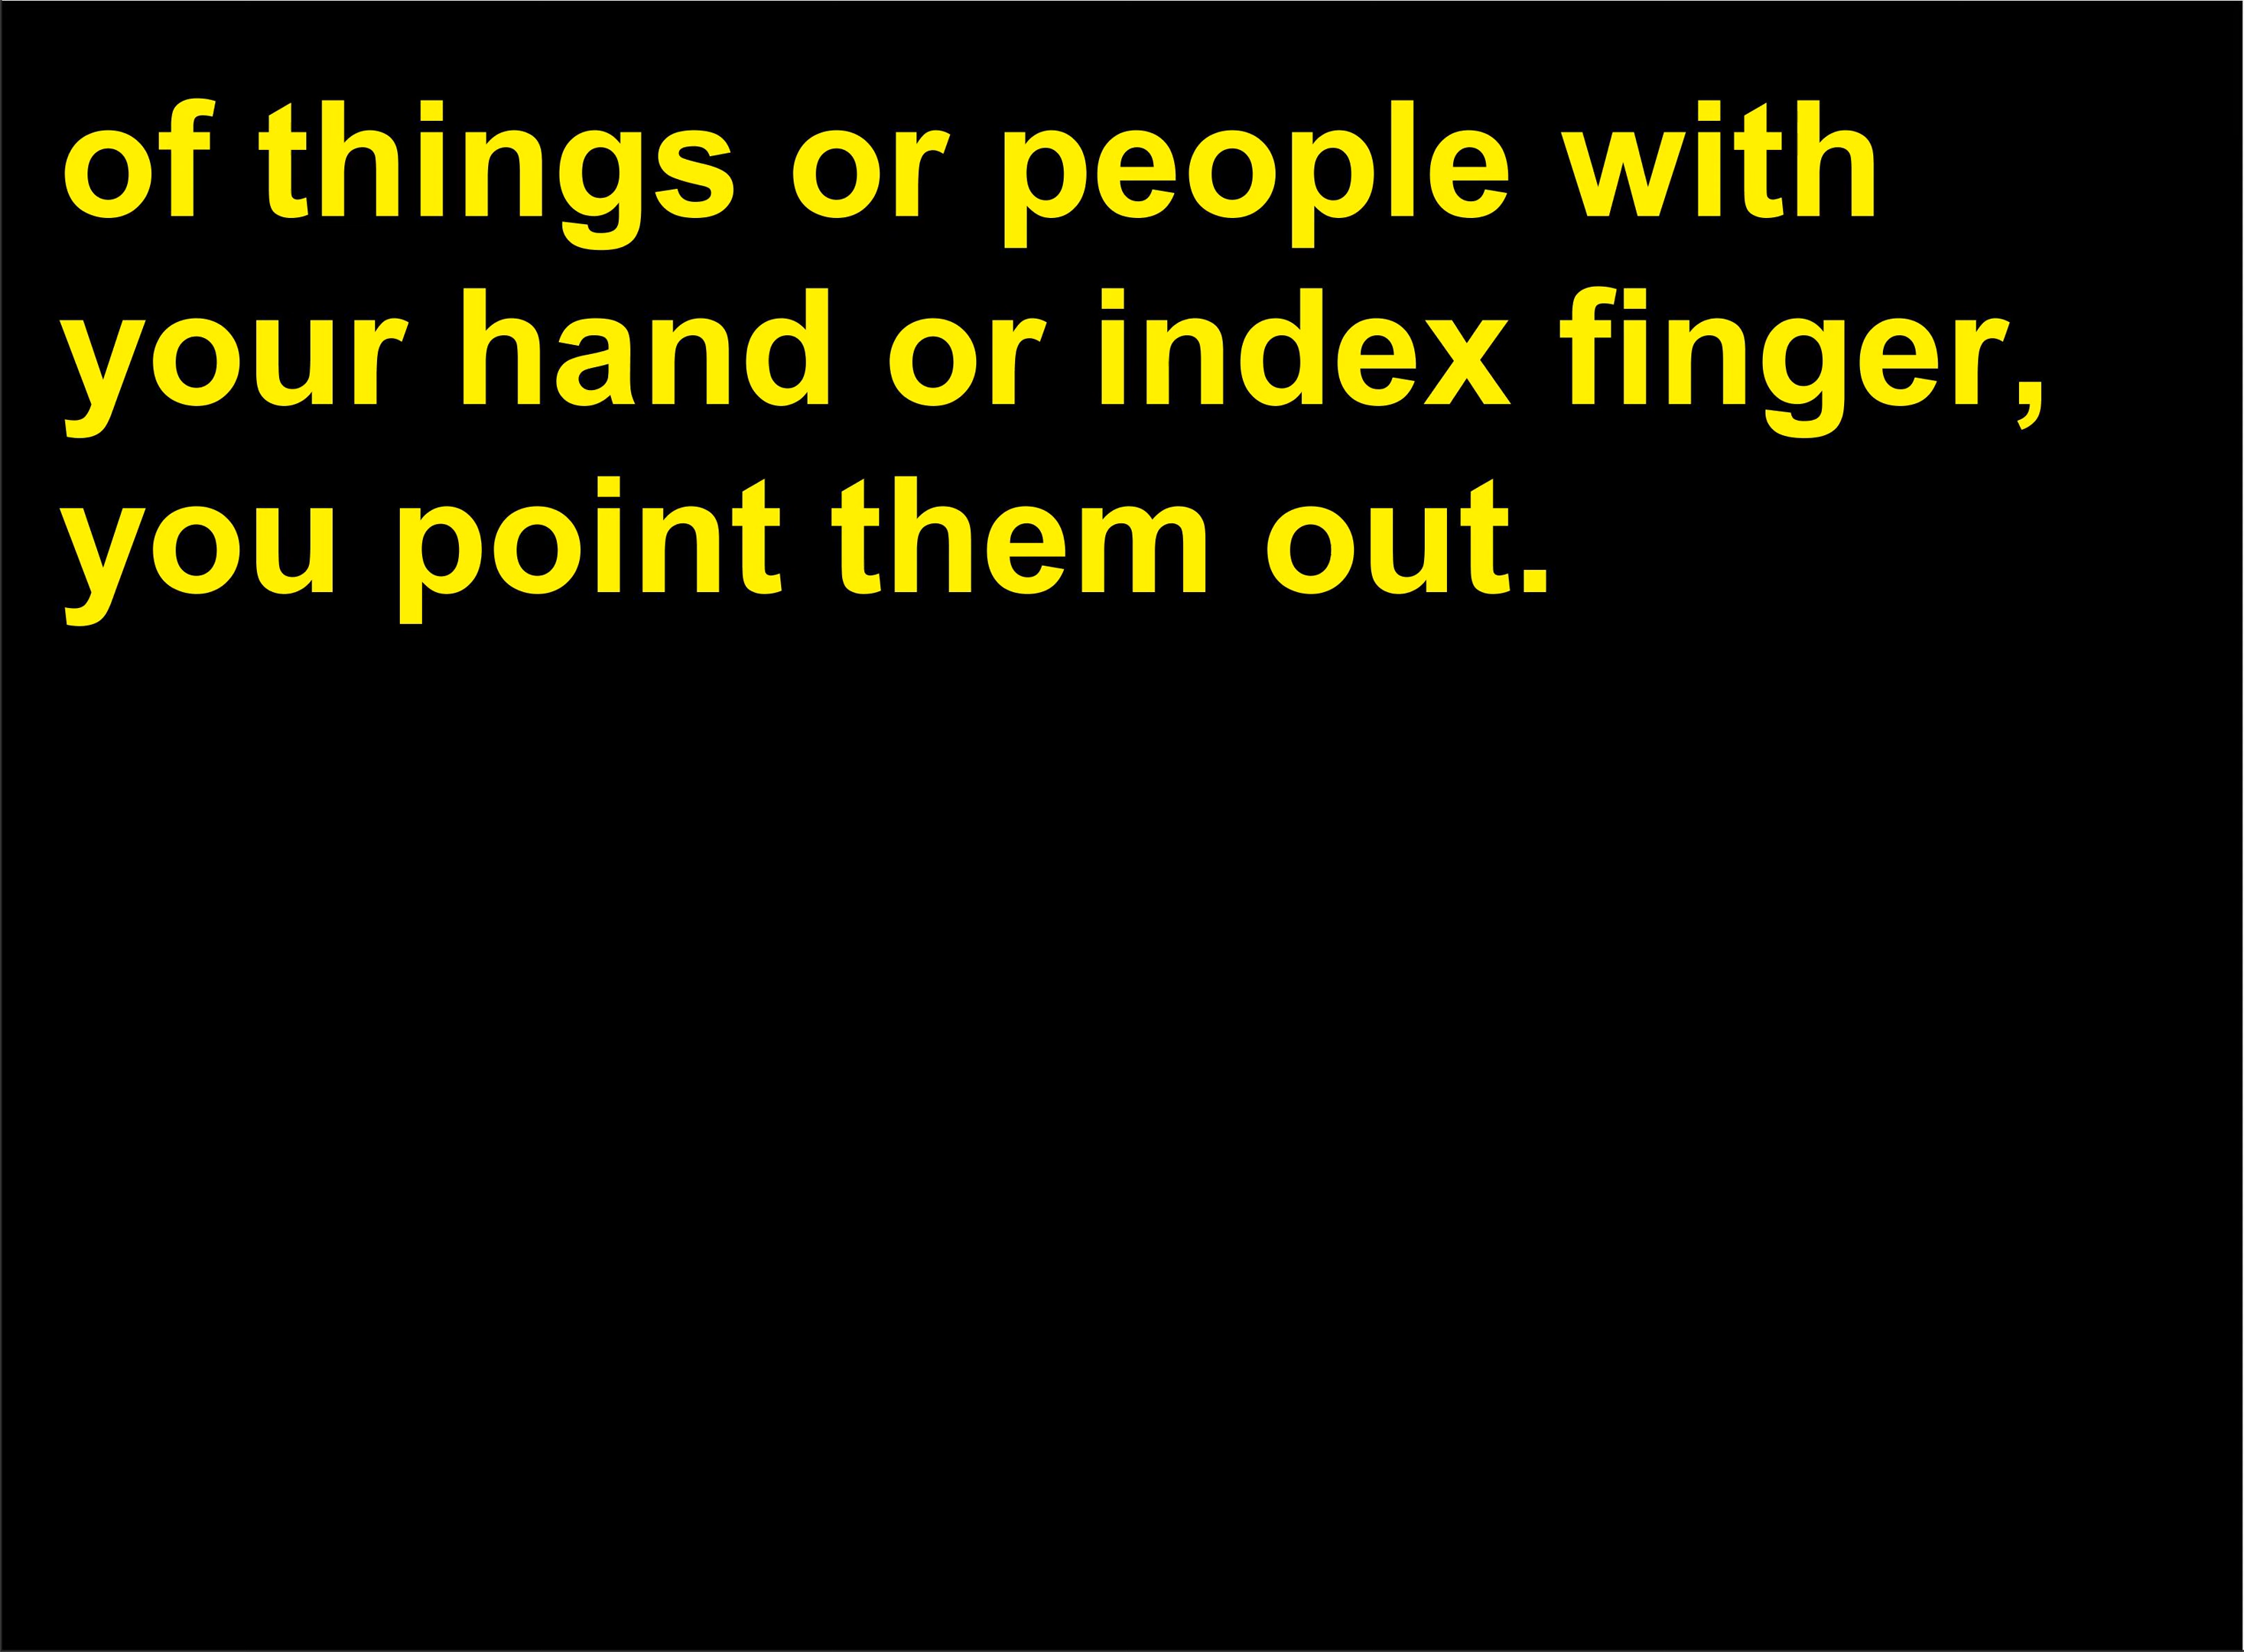 of things or people with
your hand or index finger,
you point them out.